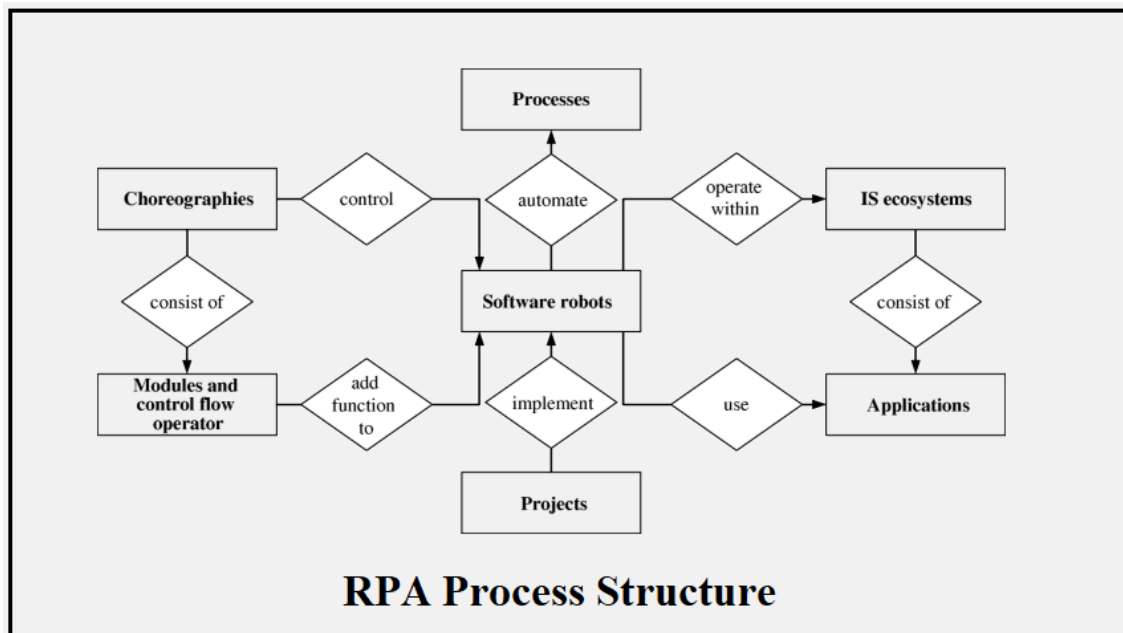 Processes
Choreographies
control
automate
operate
within
IS ecosystems
consist of
Software robots
consist of
Modules and
control flow
operator
add
function
to
implement
use
Applications
Projects
RPA Process Structure